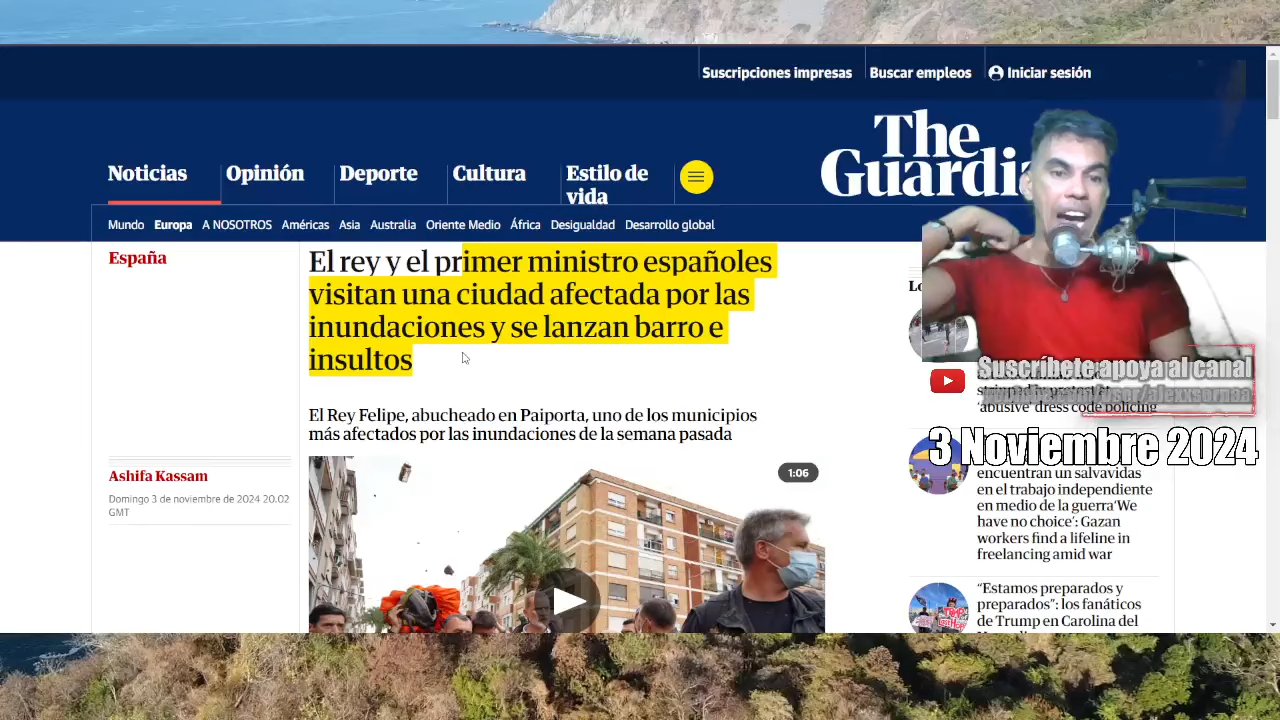 Suscripciones impresas
Buscar empleos
Iniciar sesión
The
Guardia
Noticias
Opinión
Deporte
Cultura
Estilo de
vida
Mundo
Europa
A NOSOTROS
Américas
Asia
Australia
Oriente Medio
África
Desigualdad
Desarrollo global
España
El rey y el primer ministro españoles
visitan una ciudad afectada por las
inundaciones y se lanzan barro e
insultos
El Rey Felipe, abucheado en Paiporta, uno de los municipios
más afectados por las inundaciones de la semana pasada
Ashifa Kassam
Domingo 3 de noviembre de 2024 20.02
GMT
1:06
Lo
Suscríbete apoya al canal
'abusive' dress code policing
3 Noviembre 2024
encuentran un salvavidas
en el trabajo independiente
en medio de la guerra'We
have no choice': Gazan
workers find a lifeline in
freelancing amid war
“Estamos preparados y
preparados”: los fanáticos
de Trump en Carolina del